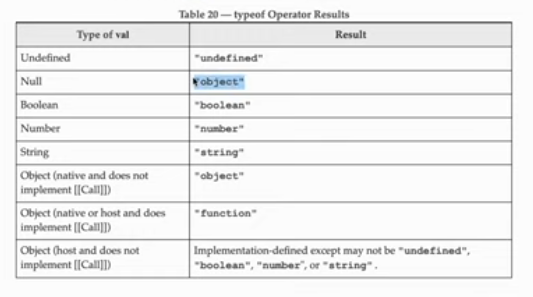 Table 20 — typeof Operator Results
Type of val Result
Undefined "undefined"
Null "object"
Boolean "boolean"
Number "number"
String "string"
Object (native and does not "object"
implement [[Call]])
Object (native or host and does "function"
implement [[Call]])
Object (host and does not Implementation-defined except may not be "undefined",
implement [[Call]]) "boolean", "number", or "string".